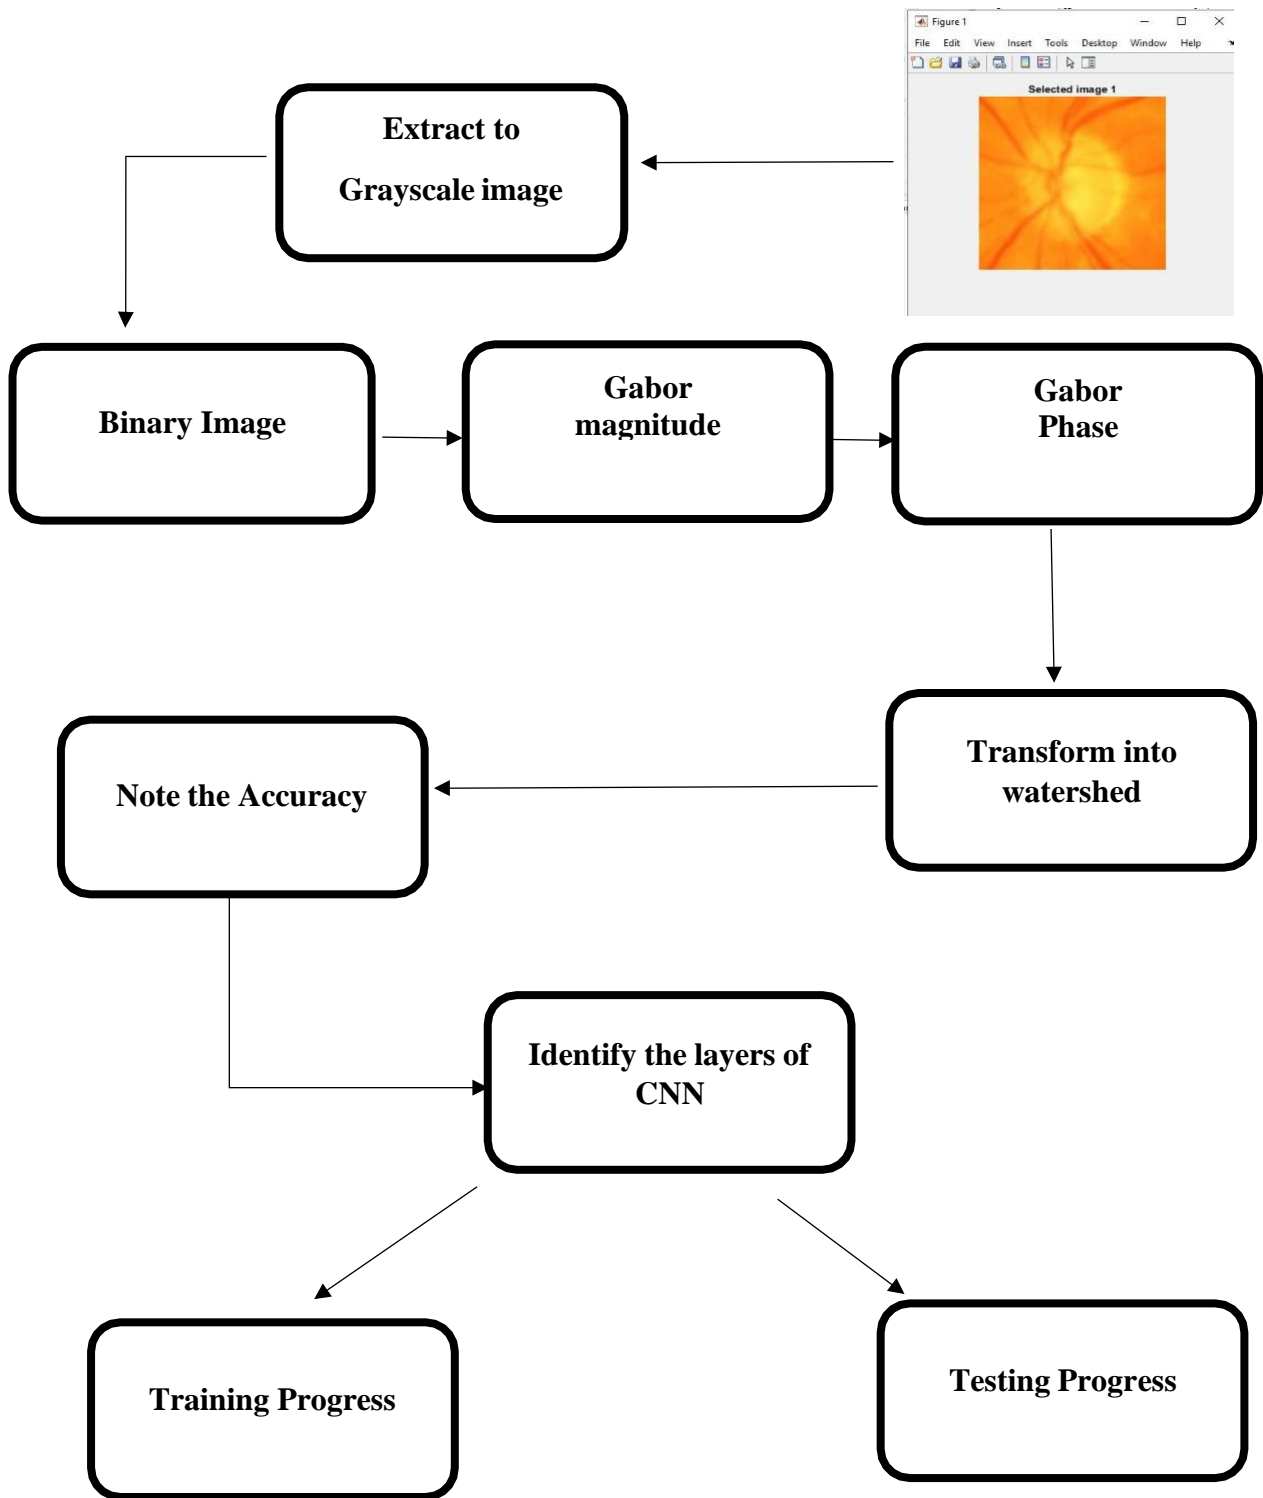 Figure 1
File Edit View Insert Tools Desktop Window Help
Selected image 1
Extract to
Grayscale image
Binary Image
Gabor
magnitude
Gabor
Phase
Transform into
watershed
Note the Accuracy
Identify the layers of
CNN
Training Progress
Testing Progress